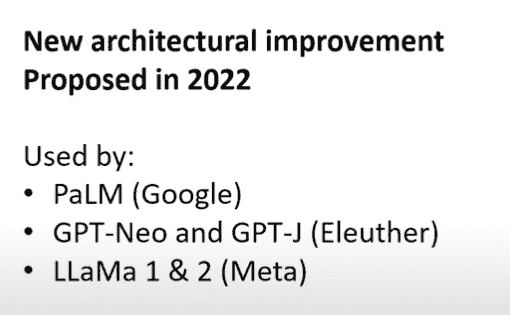 New architectural improvement
Proposed in 2022
Used by:
• PaLM (Google)
• GPT-Neo and GPT-J (Eleuther)
• LLaMa 1 & 2 (Meta)